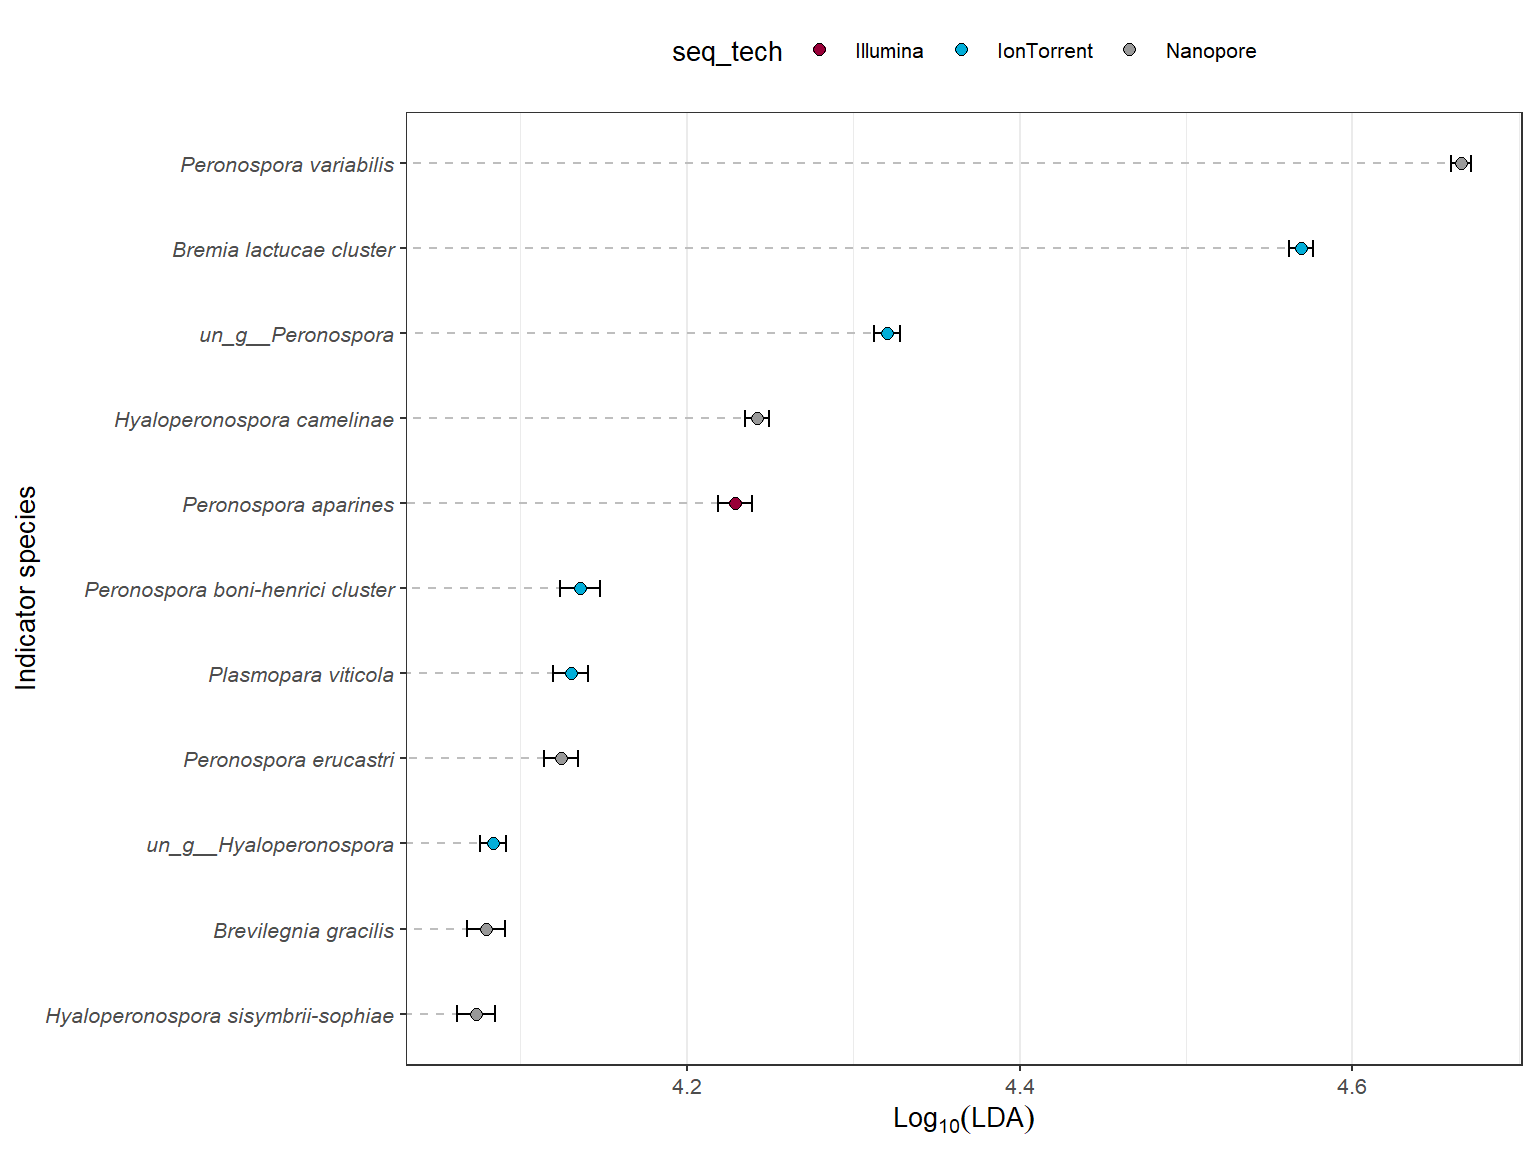 seq_tech Illumina IonTorrent Nanopore
Peronospora variabilis
Bremia lactucae cluster
un_g__Peronospora
Hyaloperonospora camelinae
Peronospora aparines
Peronospora boni-henrici cluster
Plasmopara viticola
Peronospora erucastri
un_g__Hyaloperonospora
Brevilegnia gracilis
Hyaloperonospora sisymbrii-sophiae
Indicator species
4.2 4.4 4.6
Log10(LDA)